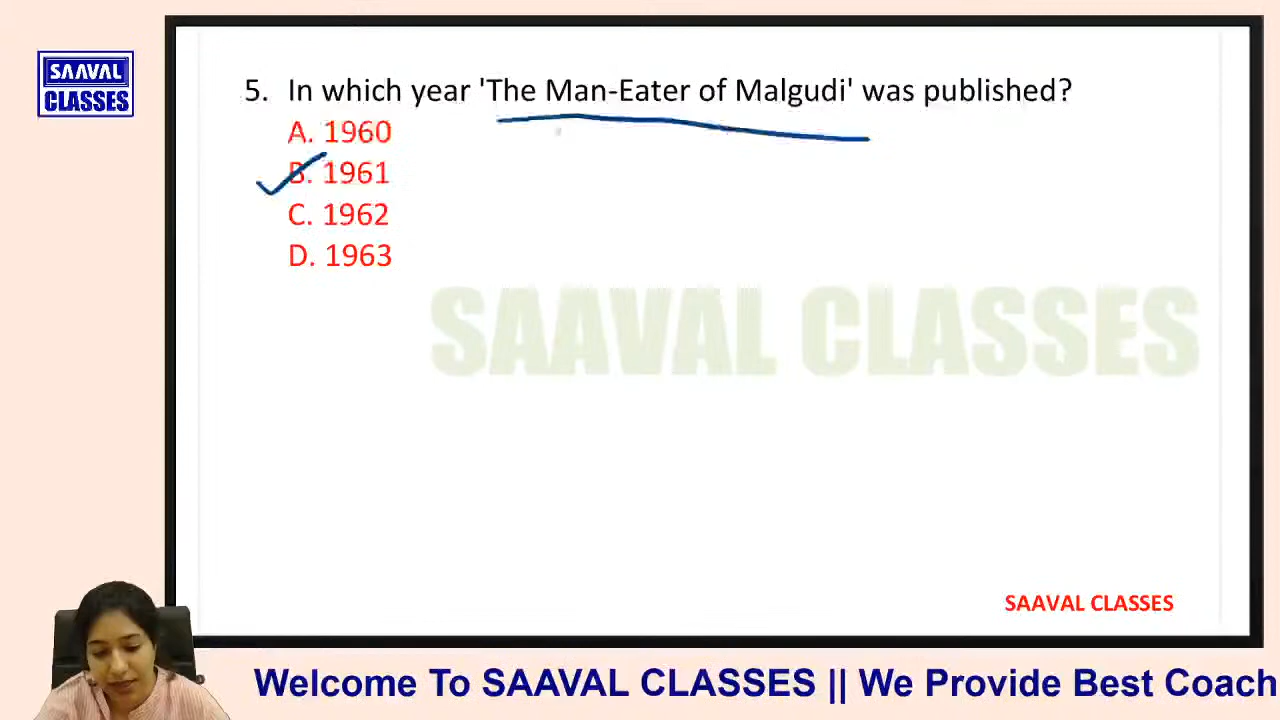 SAAVAL
CLASSES
5. In which year 'The Man-Eater of Malgudi' was published?
A. 1960
B. 1961
C. 1962
D. 1963
SAAVAL CLASSES
SAAVAL CLASSES
Welcome To SAAVAL CLASSES || We Provide Best Coach